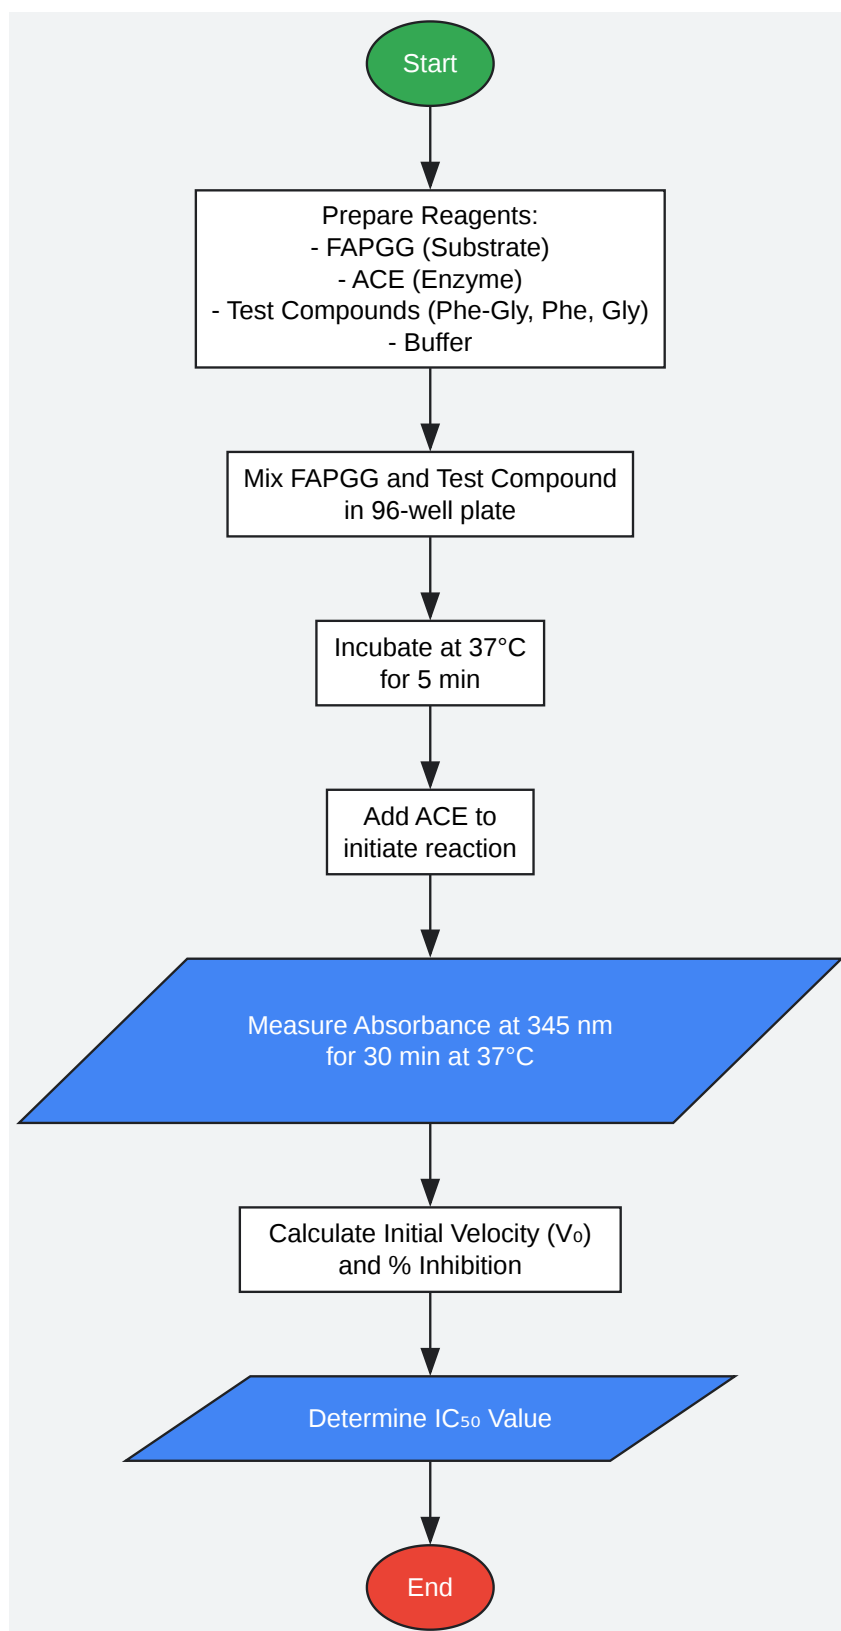 Start
Prepare Reagents:
- FAPGG (Substrate)
- ACE (Enzyme)
- Test Compounds (Phe-Gly, Phe, Gly)
- Buffer
Mix FAPGG and Test Compound
in 96-well plate
Incubate at 37°C
for 5 min
Add ACE to
initiate reaction
Measure Absorbance at 345 nm
for 30 min at 37°C
Calculate Initial Velocity (V₀)
and % Inhibition
Determine IC₅₀ Value
End